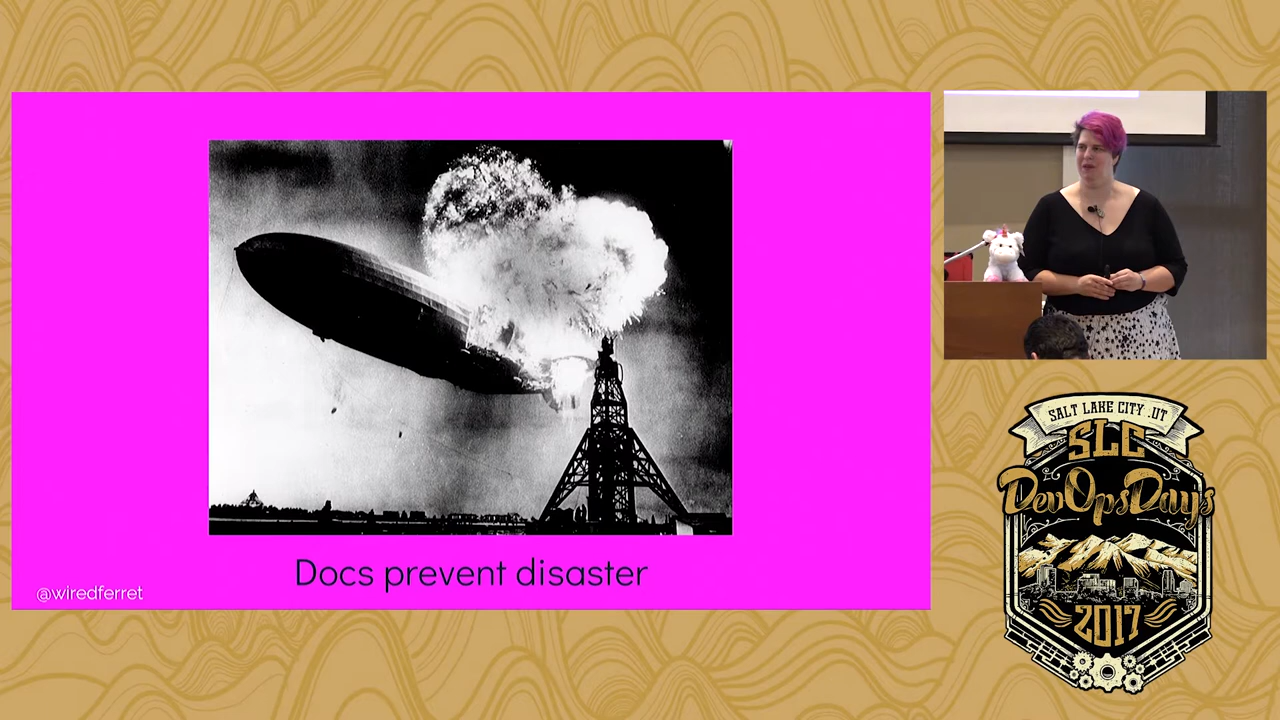 Docs prevent disaster
@wiredferret
SALT LAKE CITY .UT
SLC
DevOpsDays
2017